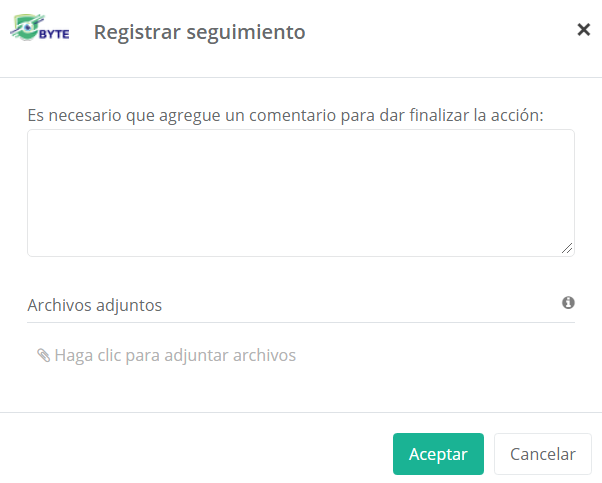 BYTE
Registrar seguimiento
Es necesario que agregue un comentario para dar finalizar la acción:
Archivos adjuntos
Haga clic para adjuntar archivos
Aceptar
Cancelar